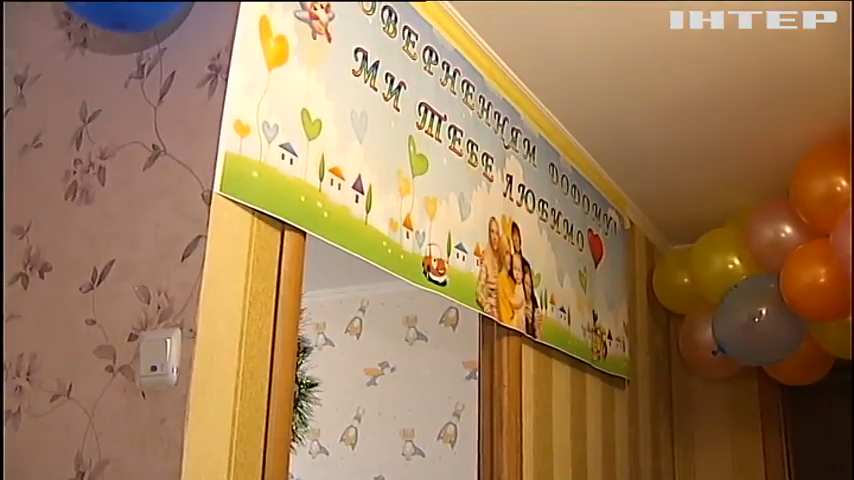 ІНТЕР
ОВЕРНЕННЯМ ДОДОМУ
МИ ТЕБЕ ЛЮБИМО